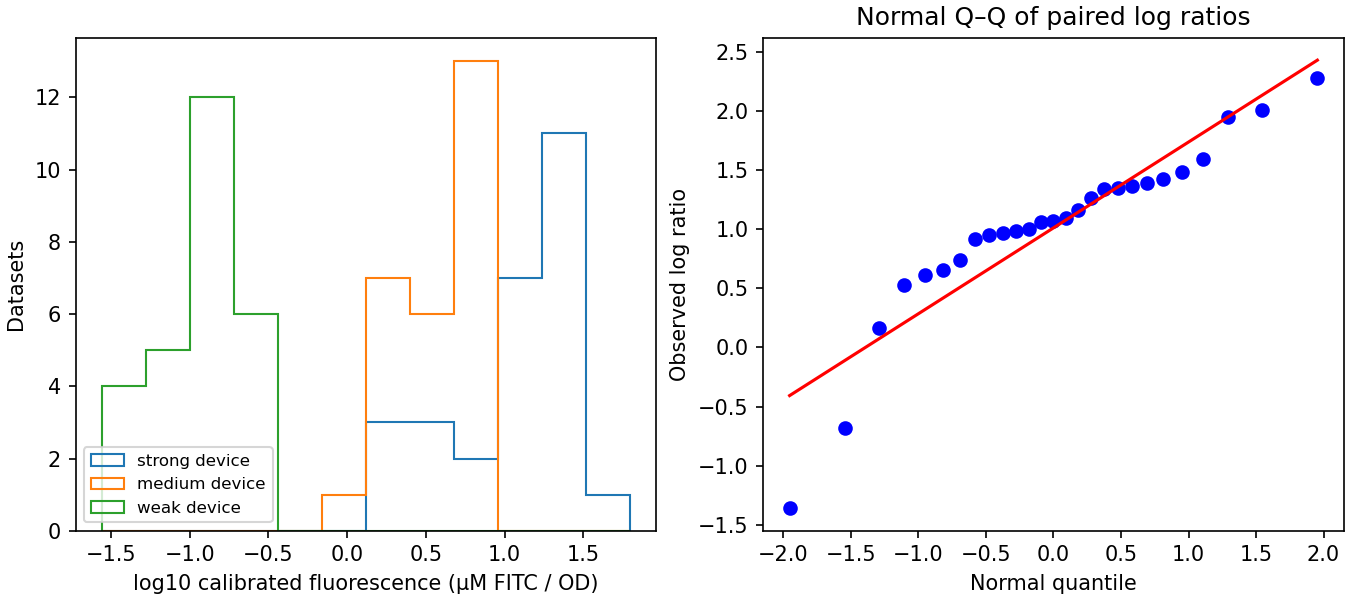 Normal Q–Q of paired log ratios
Datasets
12
10
8
6
4
2
0
strong device
medium device
weak device
−1.5 −1.0 −0.5 0.0 0.5 1.0 1.5
log10 calibrated fluorescence (μM FITC / OD)
Observed log ratio
2.5
2.0
1.5
1.0
0.5
0.0
−0.5
−1.0
−1.5
−2.0 −1.5 −1.0 −0.5 0.0 0.5 1.0 1.5 2.0
Normal quantile